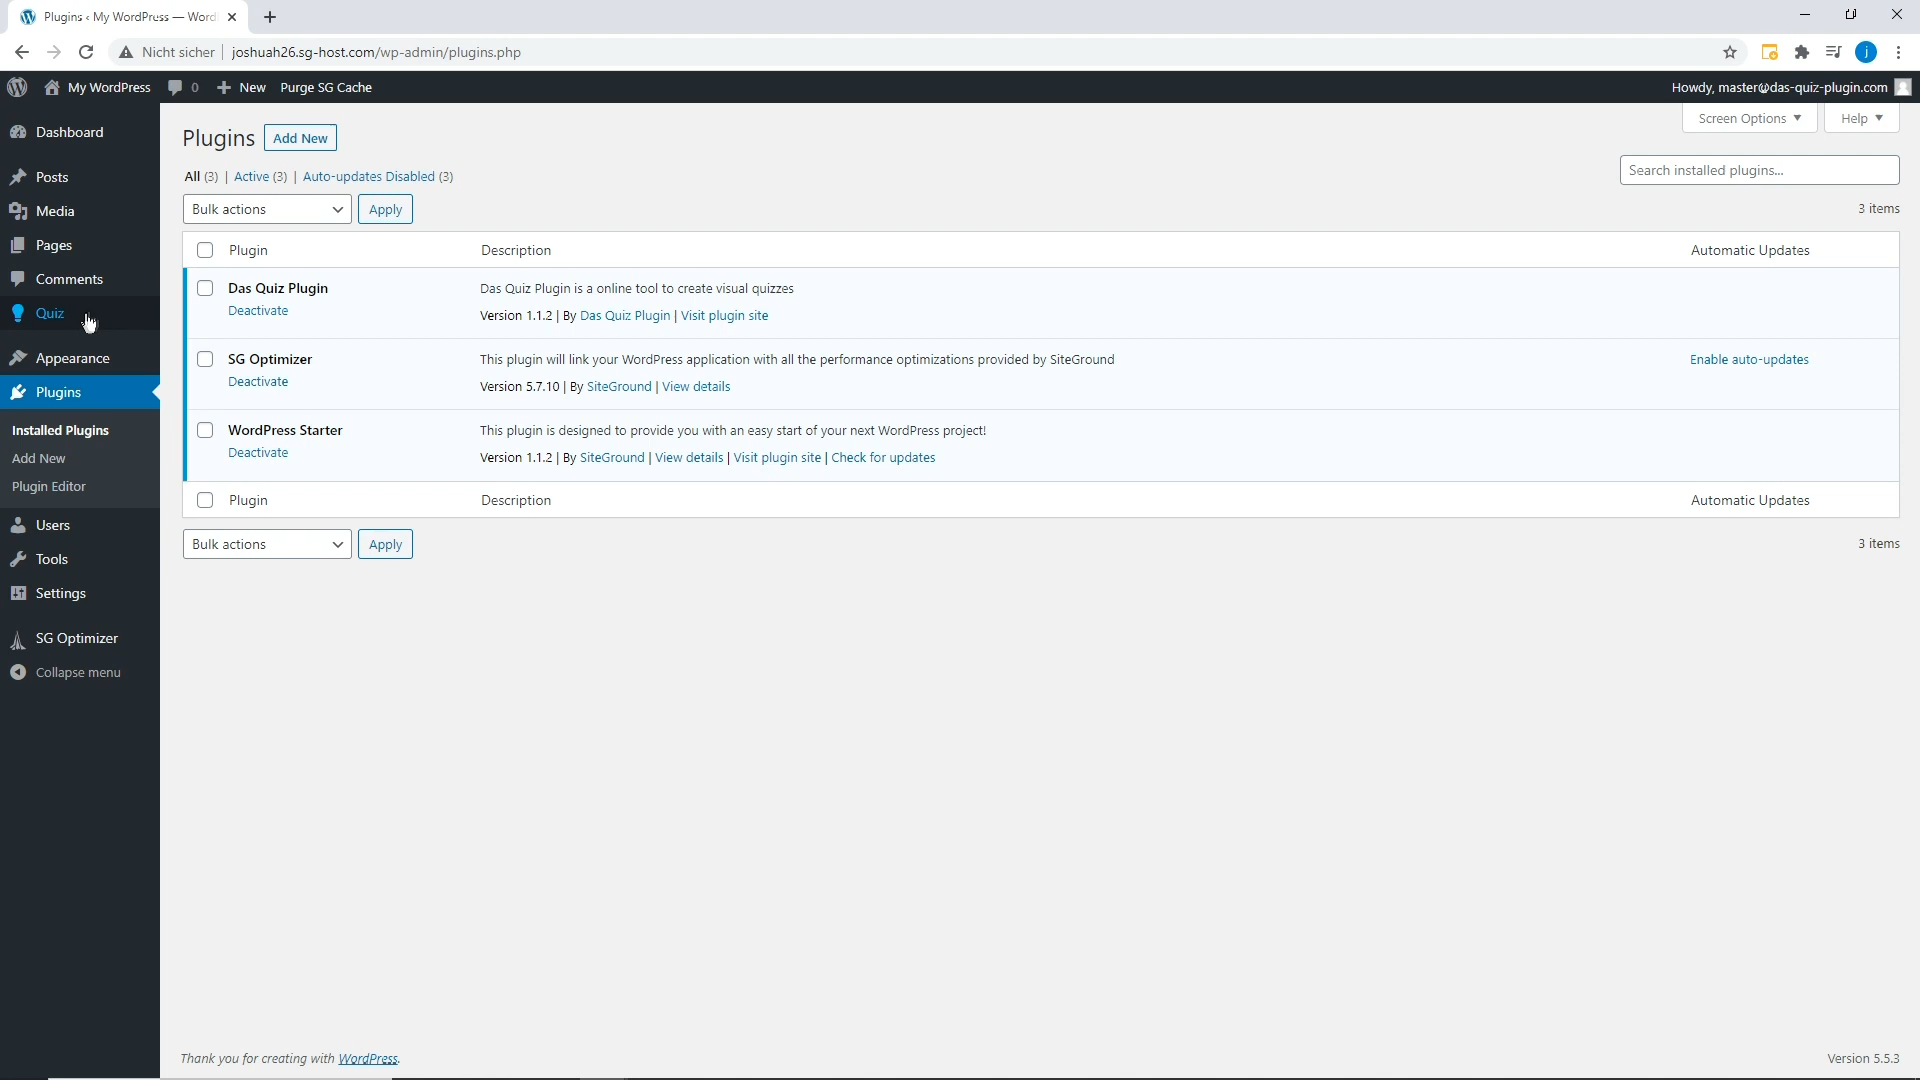 Plugins ‹ My WordPress — Word
Nicht sicher | joshuah26.sg-host.com/wp-admin/plugins.php
j
My WordPress 0 New Purge SG Cache
Howdy, master@das-quiz-plugin.com
Dashboard
Posts
Media
Pages
Comments
Quiz
Appearance
Plugins
Installed Plugins
Add New
Plugin Editor
Users
Tools
Settings
SG Optimizer
Collapse menu
Screen Options Help
Plugins Add New
All (3) | Active (3) | Auto-updates Disabled (3)
Search installed plugins...
Bulk actions Apply
3 items
Plugin Description Automatic Updates
Das Quiz Plugin Das Quiz Plugin is a online tool to create visual quizzes
Deactivate Version 1.1.2 | By Das Quiz Plugin | Visit plugin site
SG Optimizer This plugin will link your WordPress application with all the performance optimizations provided by SiteGround Enable auto-updates
Deactivate Version 5.7.10 | By SiteGround | View details
WordPress Starter This plugin is designed to provide you with an easy start of your next WordPress project!
Deactivate Version 1.1.2 | By SiteGround | View details | Visit plugin site | Check for updates
Plugin Description Automatic Updates
Bulk actions Apply
3 items
Thank you for creating with WordPress.
Version 5.5.3